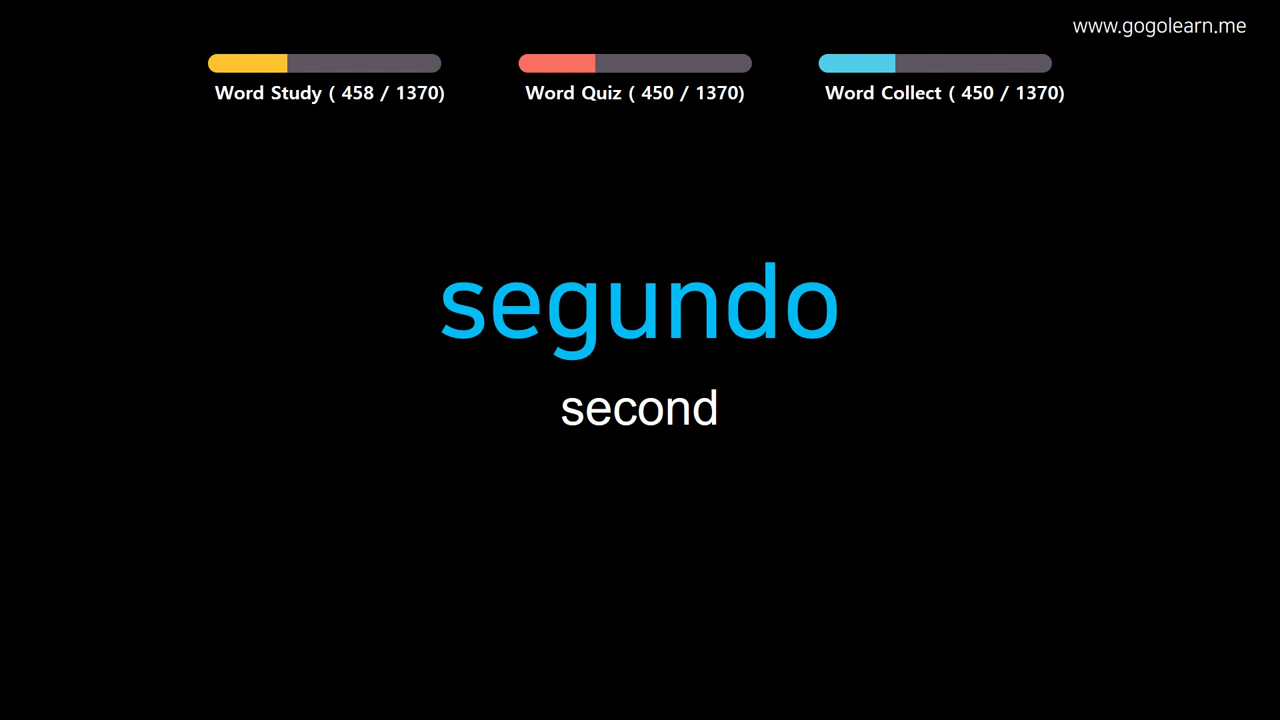 www.gogolearn.me
Word Study ( 458 / 1370)
Word Quiz ( 450 / 1370)
Word Collect ( 450 / 1370)
segundo
second